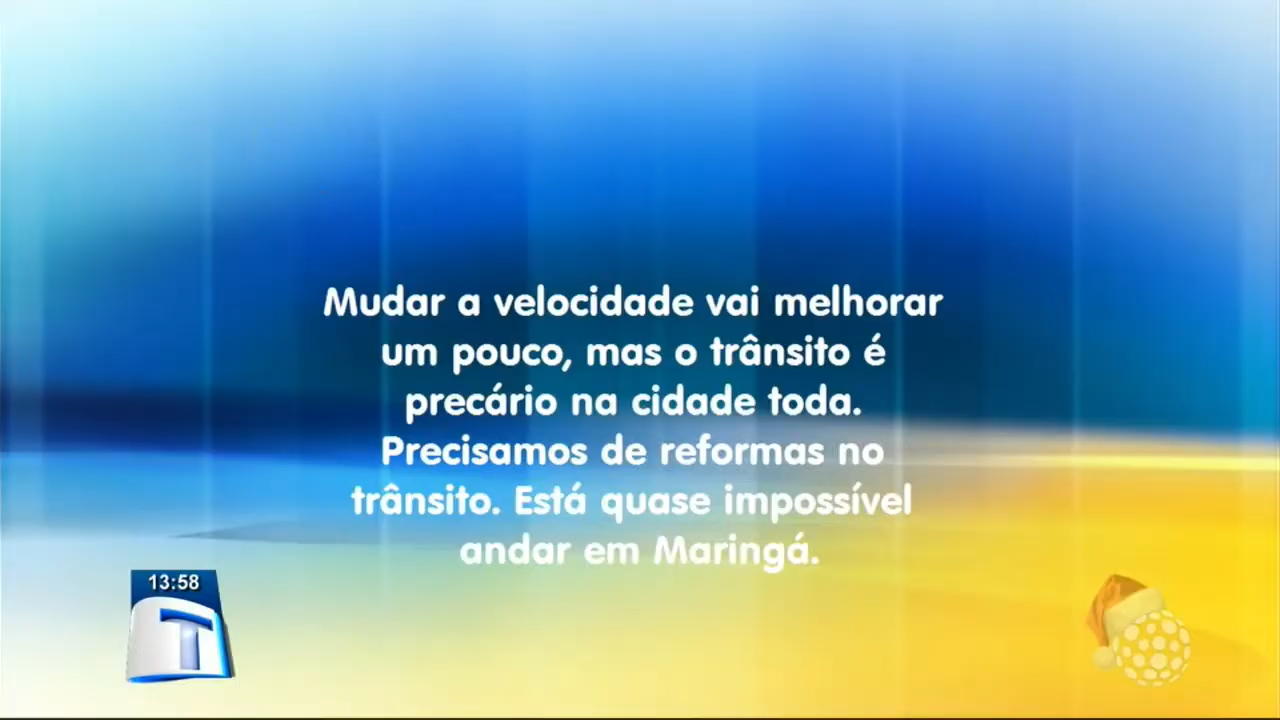 Mudar a velocidade vai melhorar
um pouco, mas o trânsito é
precário na cidade toda.
Precisamos de reformas no
trânsito. Está quase impossível
andar em Maringá.
13:58
T